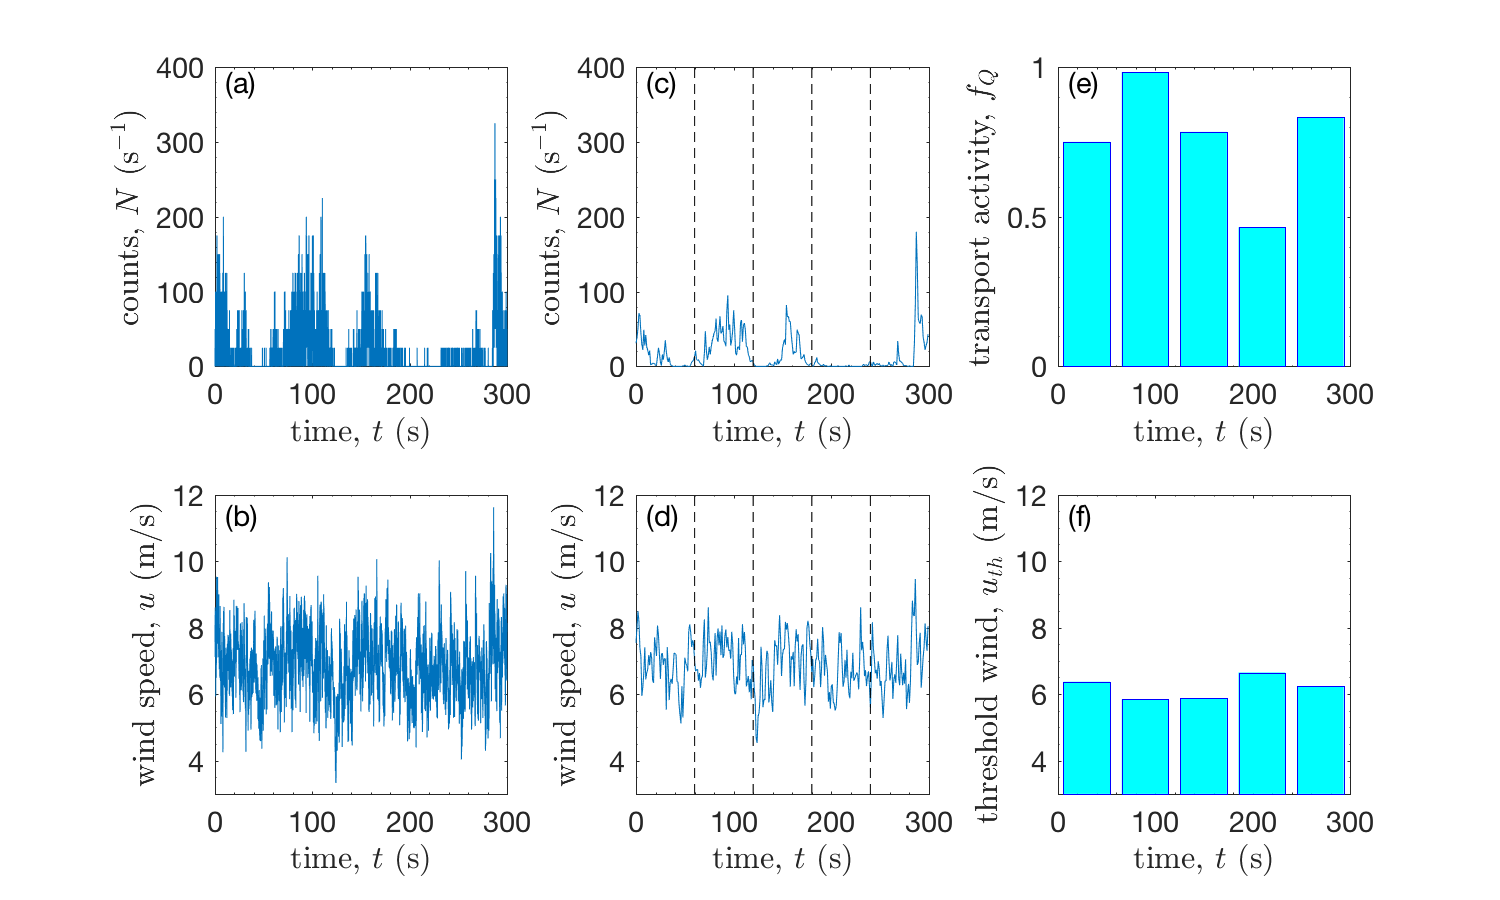 (a)
400
300
200
100
0
counts, N (s⁻¹)
0 100 200 300
time, t (s)
(c)
400
300
200
100
0
counts, N (s⁻¹)
0 100 200 300
time, t (s)
(e)
1
0.5
0
transport activity, f_Q
0 100 200 300
time, t (s)
(b)
12
10
8
6
4
wind speed, u (m/s)
0 100 200 300
time, t (s)
(d)
12
10
8
6
4
wind speed, u (m/s)
0 100 200 300
time, t (s)
(f)
12
10
8
6
4
threshold wind, u_th (m/s)
0 100 200 300
time, t (s)